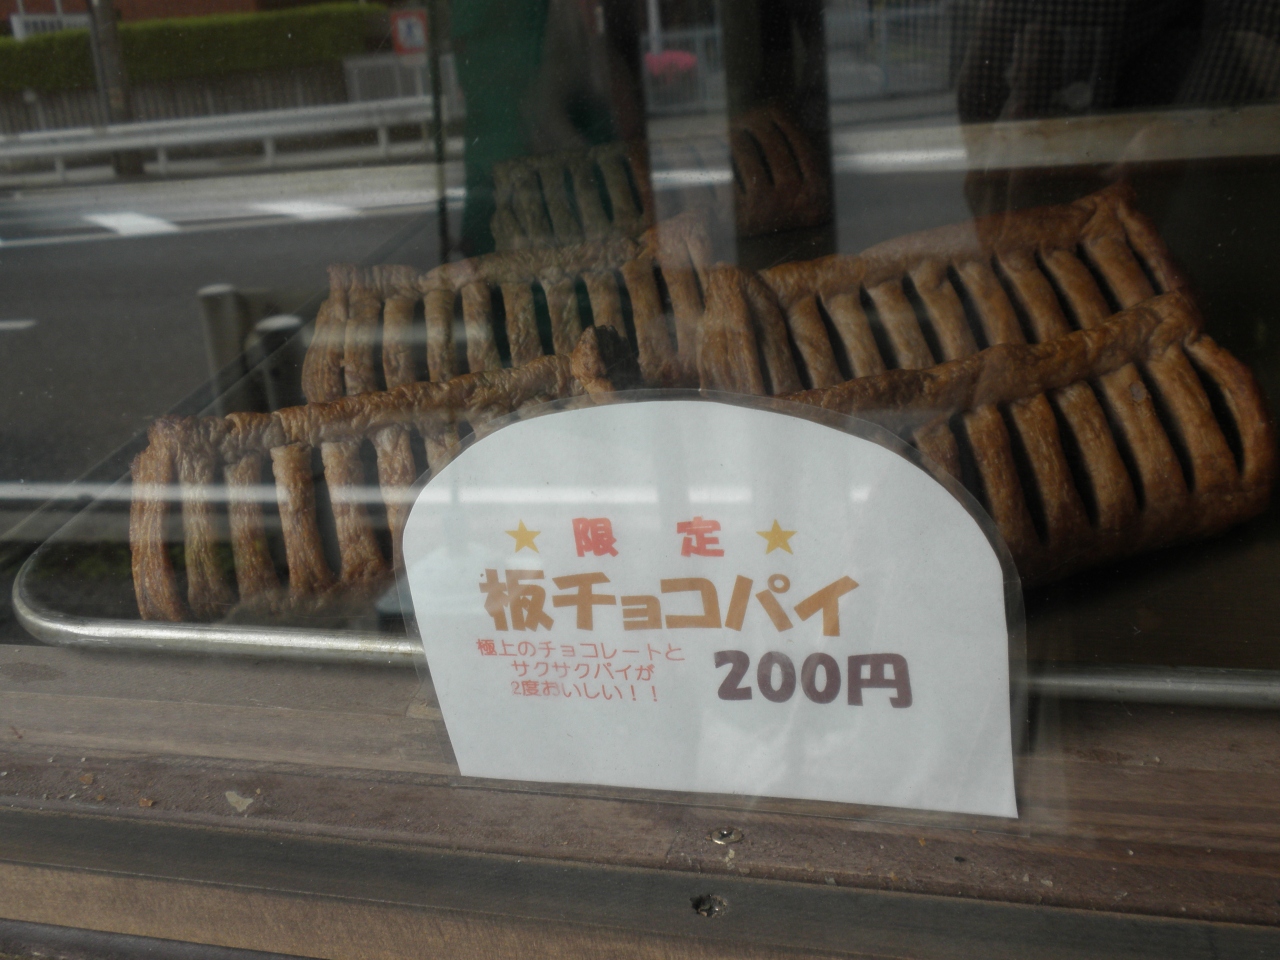 ★ 限 定 ★
板チョコパイ
極上のチョコレートと
サクサクパイが
2度おいしい！！
200円